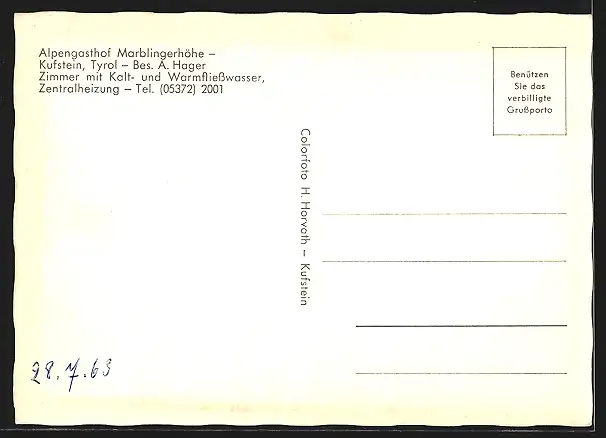 Alpengasthof Marblingerhöhe –
Kufstein, Tyrol – Bes. A. Hager
Zimmer mit Kalt- und Warmfließwasser,
Zentralheizung – Tel. (05372) 2001
Benützen
Sie das
verbilligte
Grußporto
Colorfoto H. Horvath – Kufstein
28.7.63